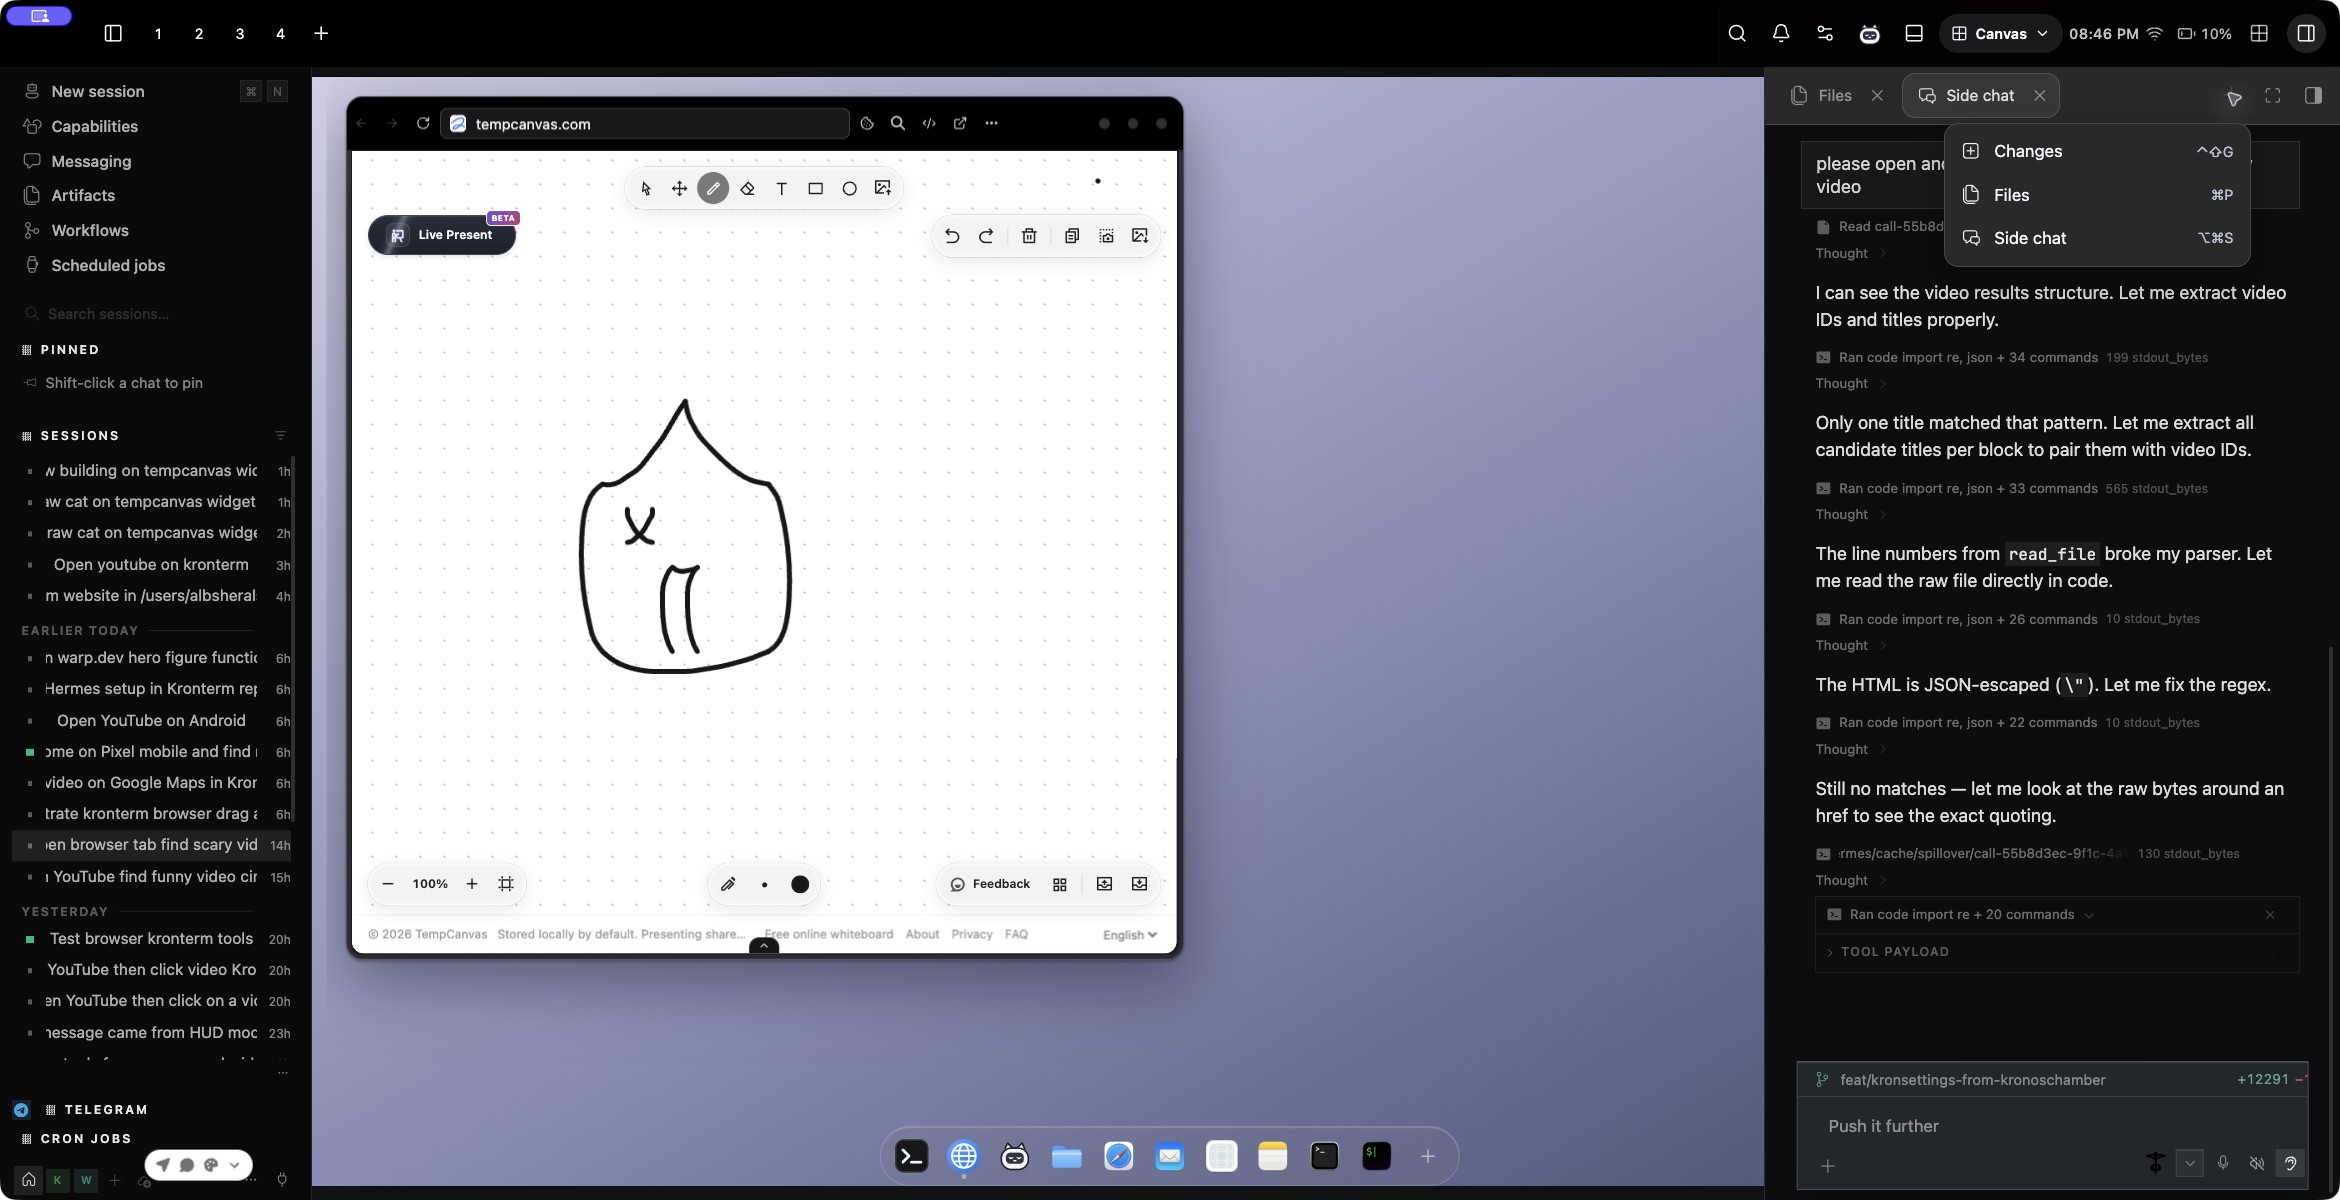 1 2 3 4
Canvas 08:46 PM 10%
New session ⌘ N
Capabilities
Messaging
Artifacts
Workflows
Scheduled jobs
Search sessions...
PINNED
Shift-click a chat to pin
SESSIONS
w building on tempcanvas wid 1h
aw cat on tempcanvas widget 1h
raw cat on tempcanvas widge 2h
Open youtube on kronterm 3h
m website in /users/albsheral 4h
EARLIER TODAY
n warp.dev hero figure functio 6h
Hermes setup in Kronterm rep 6h
Open YouTube on Android 6h
ome on Pixel mobile and find 6h
video on Google Maps in Kron 6h
trate kronterm browser drag a 6h
en browser tab find scary vid 14h
YouTube find funny video cir 15h
YESTERDAY
Test browser kronterm tools 20h
YouTube then click video Kro 20h
en YouTube then click on a vid 20h
message came from HUD mod 23h
...
TELEGRAM
CRON JOBS
K W
tempcanvas.com
T
Live Present BETA
100%
Feedback
© 2026 TempCanvas Stored locally by default. Presenting share... Free online whiteboard About Privacy FAQ English
Files Side chat
Changes ^⇧G
Files ⌘P
Side chat ⌥⌘S
please open and
video
Read call-55b8d
Thought
I can see the video results structure. Let me extract video
IDs and titles properly.
Ran code import re, json + 34 commands 199 stdout_bytes
Thought
Only one title matched that pattern. Let me extract all
candidate titles per block to pair them with video IDs.
Ran code import re, json + 33 commands 565 stdout_bytes
Thought
The line numbers from read_file broke my parser. Let
me read the raw file directly in code.
Ran code import re, json + 26 commands 10 stdout_bytes
Thought
The HTML is JSON-escaped (\"). Let me fix the regex.
Ran code import re, json + 22 commands 10 stdout_bytes
Thought
Still no matches — let me look at the raw bytes around an
href to see the exact quoting.
ermes/cache/spillover/call-55b8d3ec-9f1c-4a 130 stdout_bytes
Thought
Ran code import re + 20 commands
TOOL PAYLOAD
feat/kronsettings-from-kronoschamber +12291
Push it further